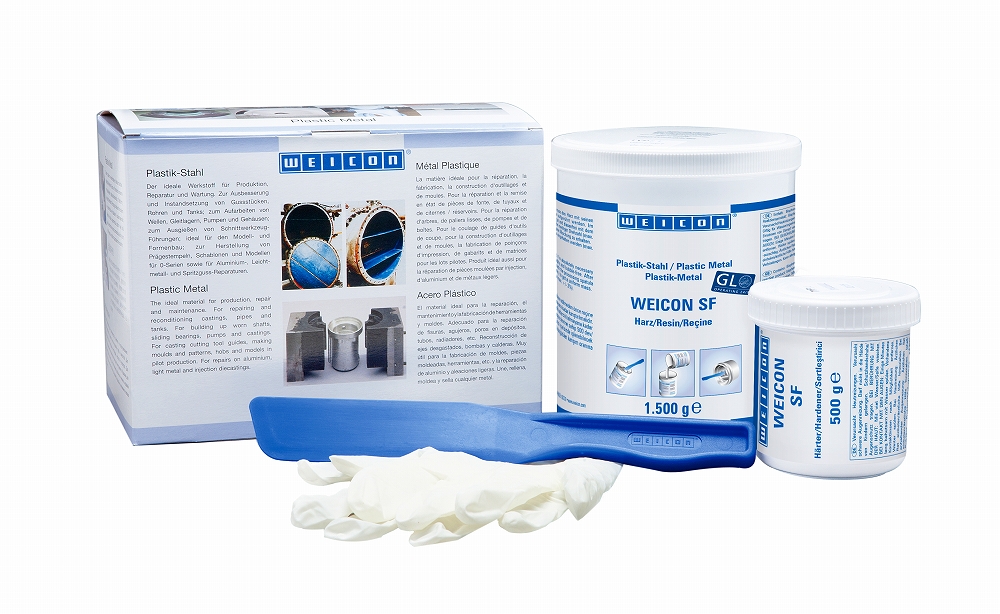 Plastic Metal
WEICON®
Plastik-Stahl
Der ideale Werkstoff für Produktion,
Reparatur und Wartung. Zur Ausbesserung
und Instandsetzung von Gussstücken,
Rohren und Tanks; zum Aufarbeiten von
Wellen, Gleitlagern, Pumpen und Gehäusen;
zum Ausgießen von Schnittwerkzeug-
Führungen; ideal für den Modell- und
Formenbau; zur Herstellung von
Prägestempeln, Schablonen und Modellen
für 0-Serien sowie für Aluminium-, Leicht-
metall- und Spritzguss-Reparaturen.
Plastic Metal
The ideal material for production, repair
and maintenance. For repairing and
reconditioning castings, pipes and
tanks. For building up worn shafts,
sliding bearings, pumps and castings.
For casting cutting tool guides, making
moulds and patterns, hobs and models in
pilot production. For repairs on aluminium,
light metal and injection diecastings.
Métal Plastique
La matière idéale pour la réparation, la
fabrication, la construction d'outillages et
de moules. Pour la réparation et la remise
en état de pièces de fonte, de tuyaux et
de citernes / réservoirs. Pour la réparation
d'arbres, de paliers lisses, de pompes et de
boîtes. Pour le coulage de guides d'outils
de coupe, pour la construction d'outillages
et de moules, la fabrication de poinçons
d'impression, de gabarits et de matrices
pour les lots pilotes. Produit idéal aussi pour
la réparation de pièces moulées par injection,
d'aluminium et de métaux légers.
Acero Plástico
El material ideal para la reparación, el
mantenimiento y la fabricación de herramientas
y moldes. Adecuado para la reparación
de fisuras, agujeros, poros en depósitos,
tubos, radiadores, etc. Reconstrucción de
ejes desgastados, bombas y calderas. Muy
útil para la fabricación de moldes, piezas
moldeadas, herramientas, etc. y la reparación
de aluminio y aleaciones ligeras. Une, rellena,
moldea y sella cualquier metal.
WEICON®
Plastik-Stahl / Plastic Metal
Plastik-Metal
GL
WEICON SF
Harz/Resin/Reçine
1.500 g e
WEICON
WEICON
SF
Härter/Hardener/Sertleştirici
500 g e
WEICON